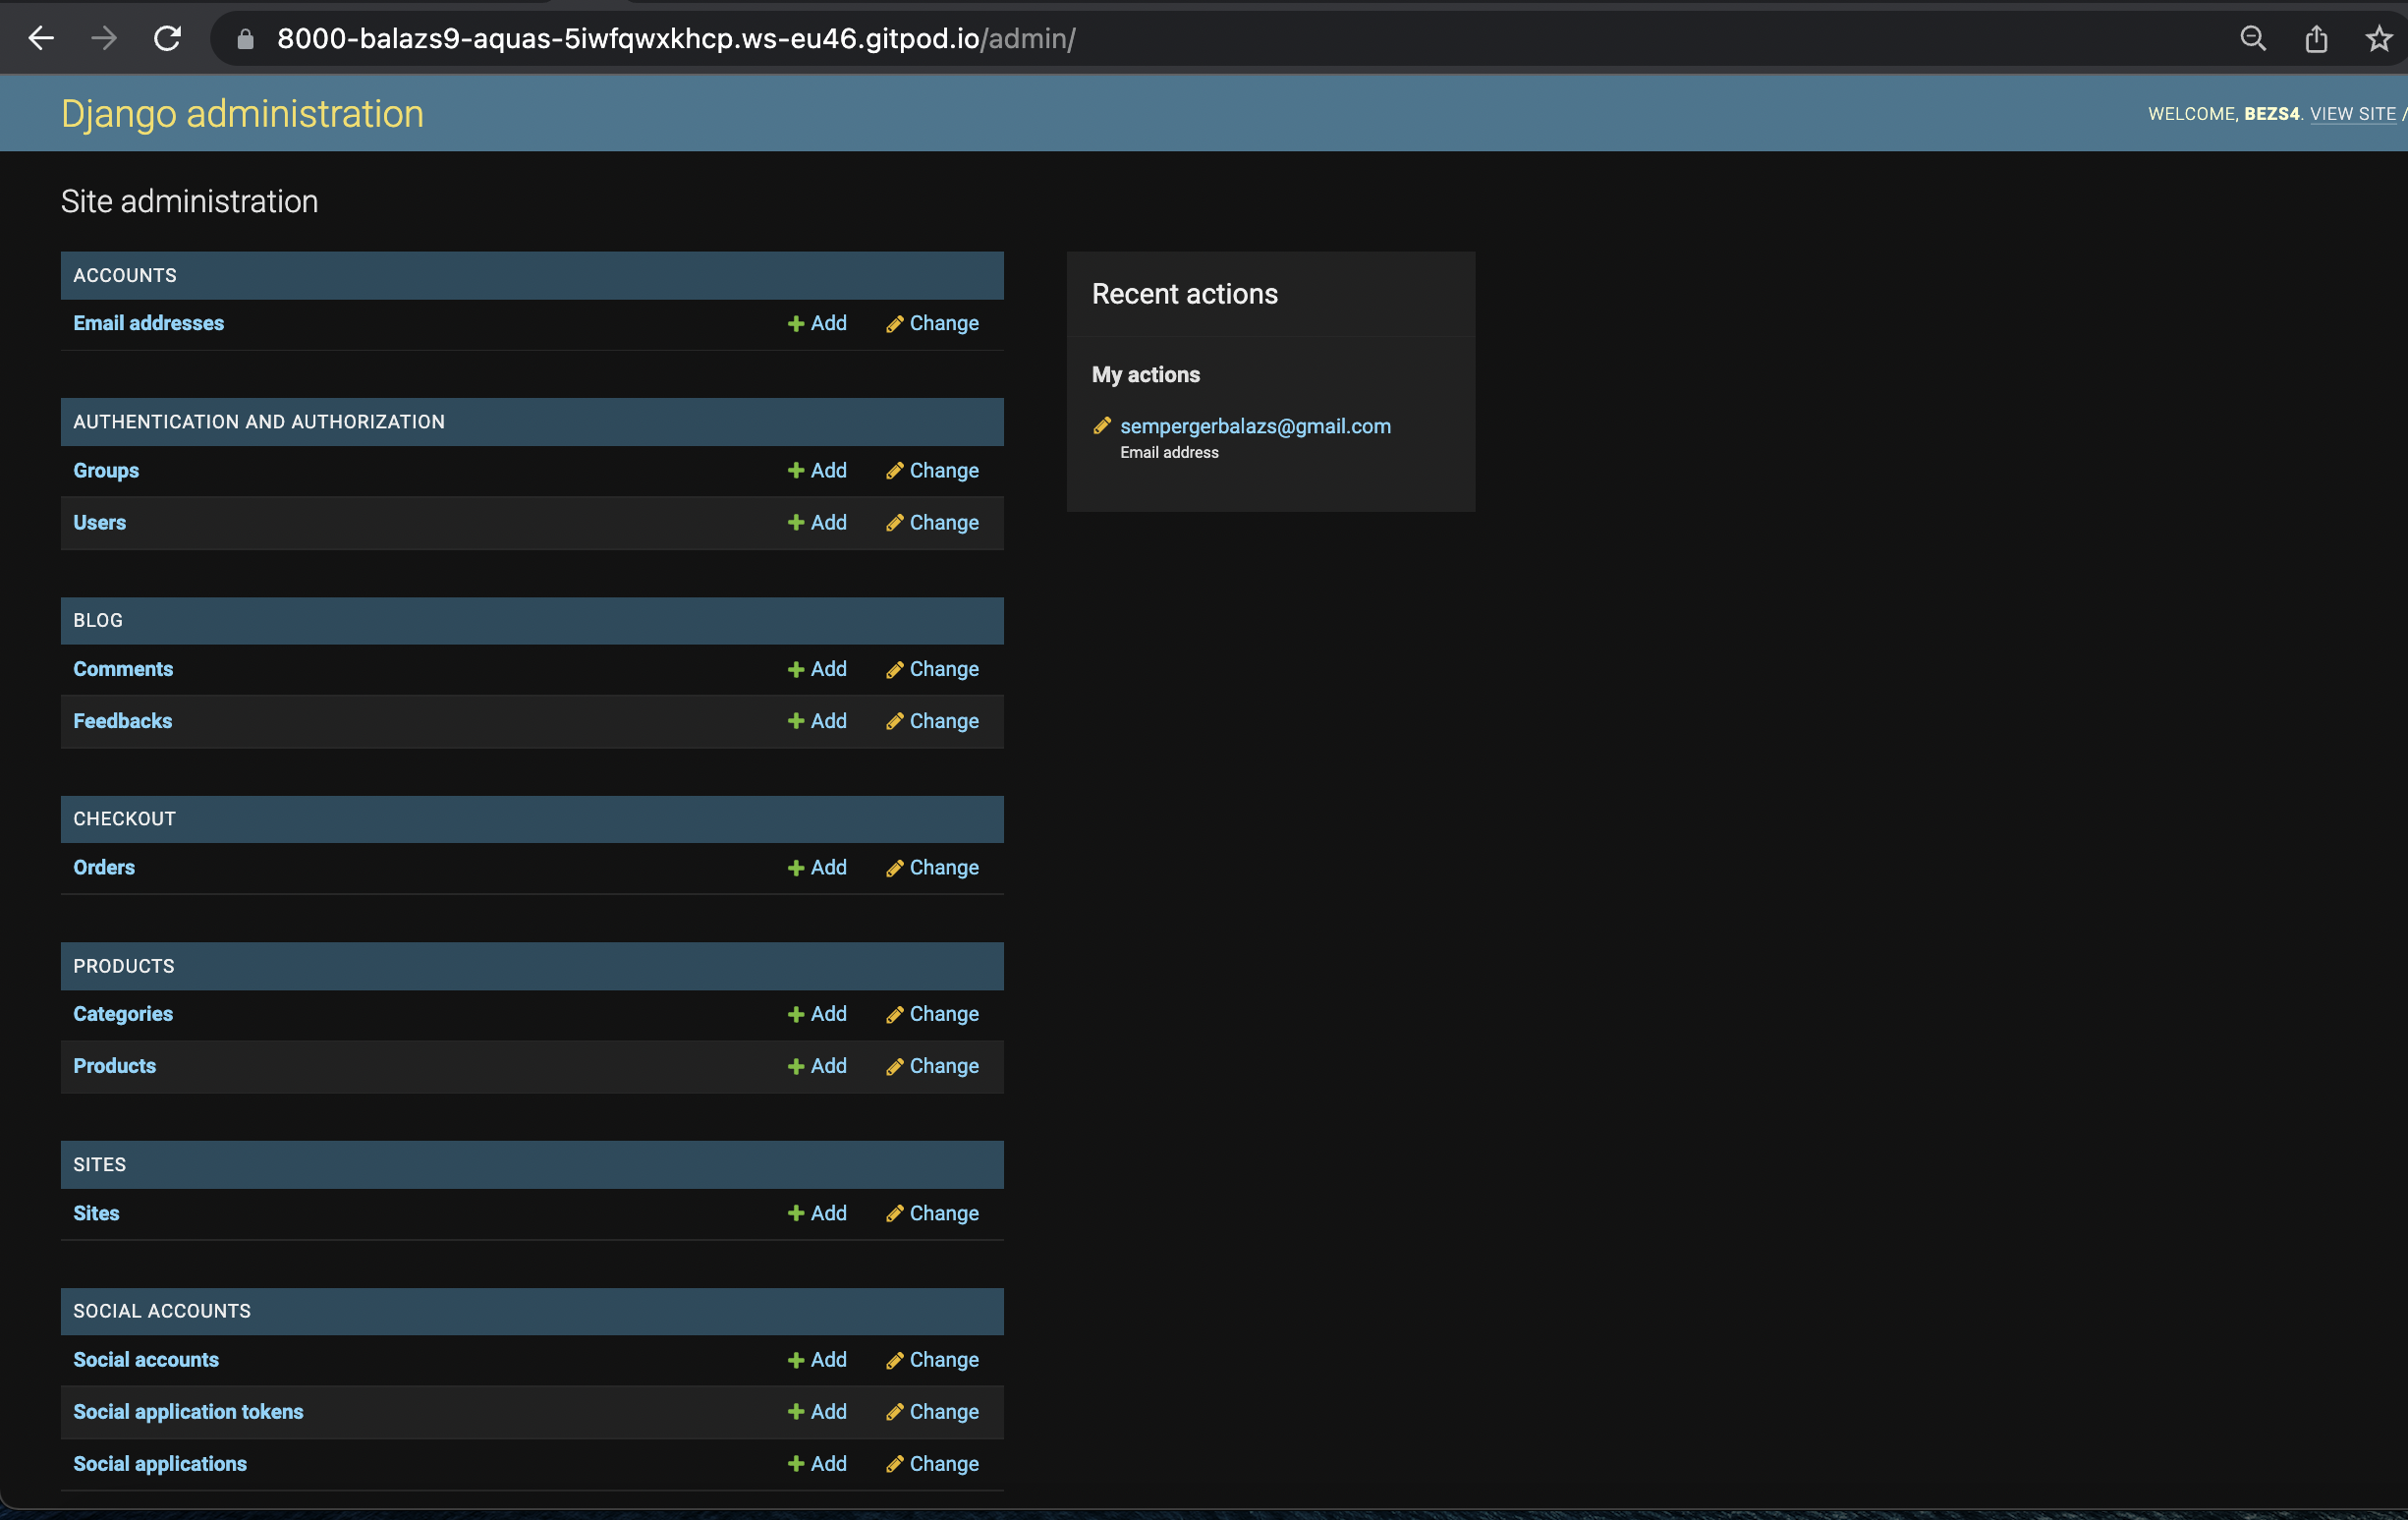 8000-balazs9-aquas-5iwfqwxkhcp.ws-eu46.gitpod.io/admin/
Django administration
WELCOME, BEZS4. VIEW SITE /
Site administration
ACCOUNTS
Email addresses Add Change
AUTHENTICATION AND AUTHORIZATION
Groups Add Change
Users Add Change
BLOG
Comments Add Change
Feedbacks Add Change
CHECKOUT
Orders Add Change
PRODUCTS
Categories Add Change
Products Add Change
SITES
Sites Add Change
SOCIAL ACCOUNTS
Social accounts Add Change
Social application tokens Add Change
Social applications Add Change
Recent actions
My actions
sempergerbalazs@gmail.com
Email address